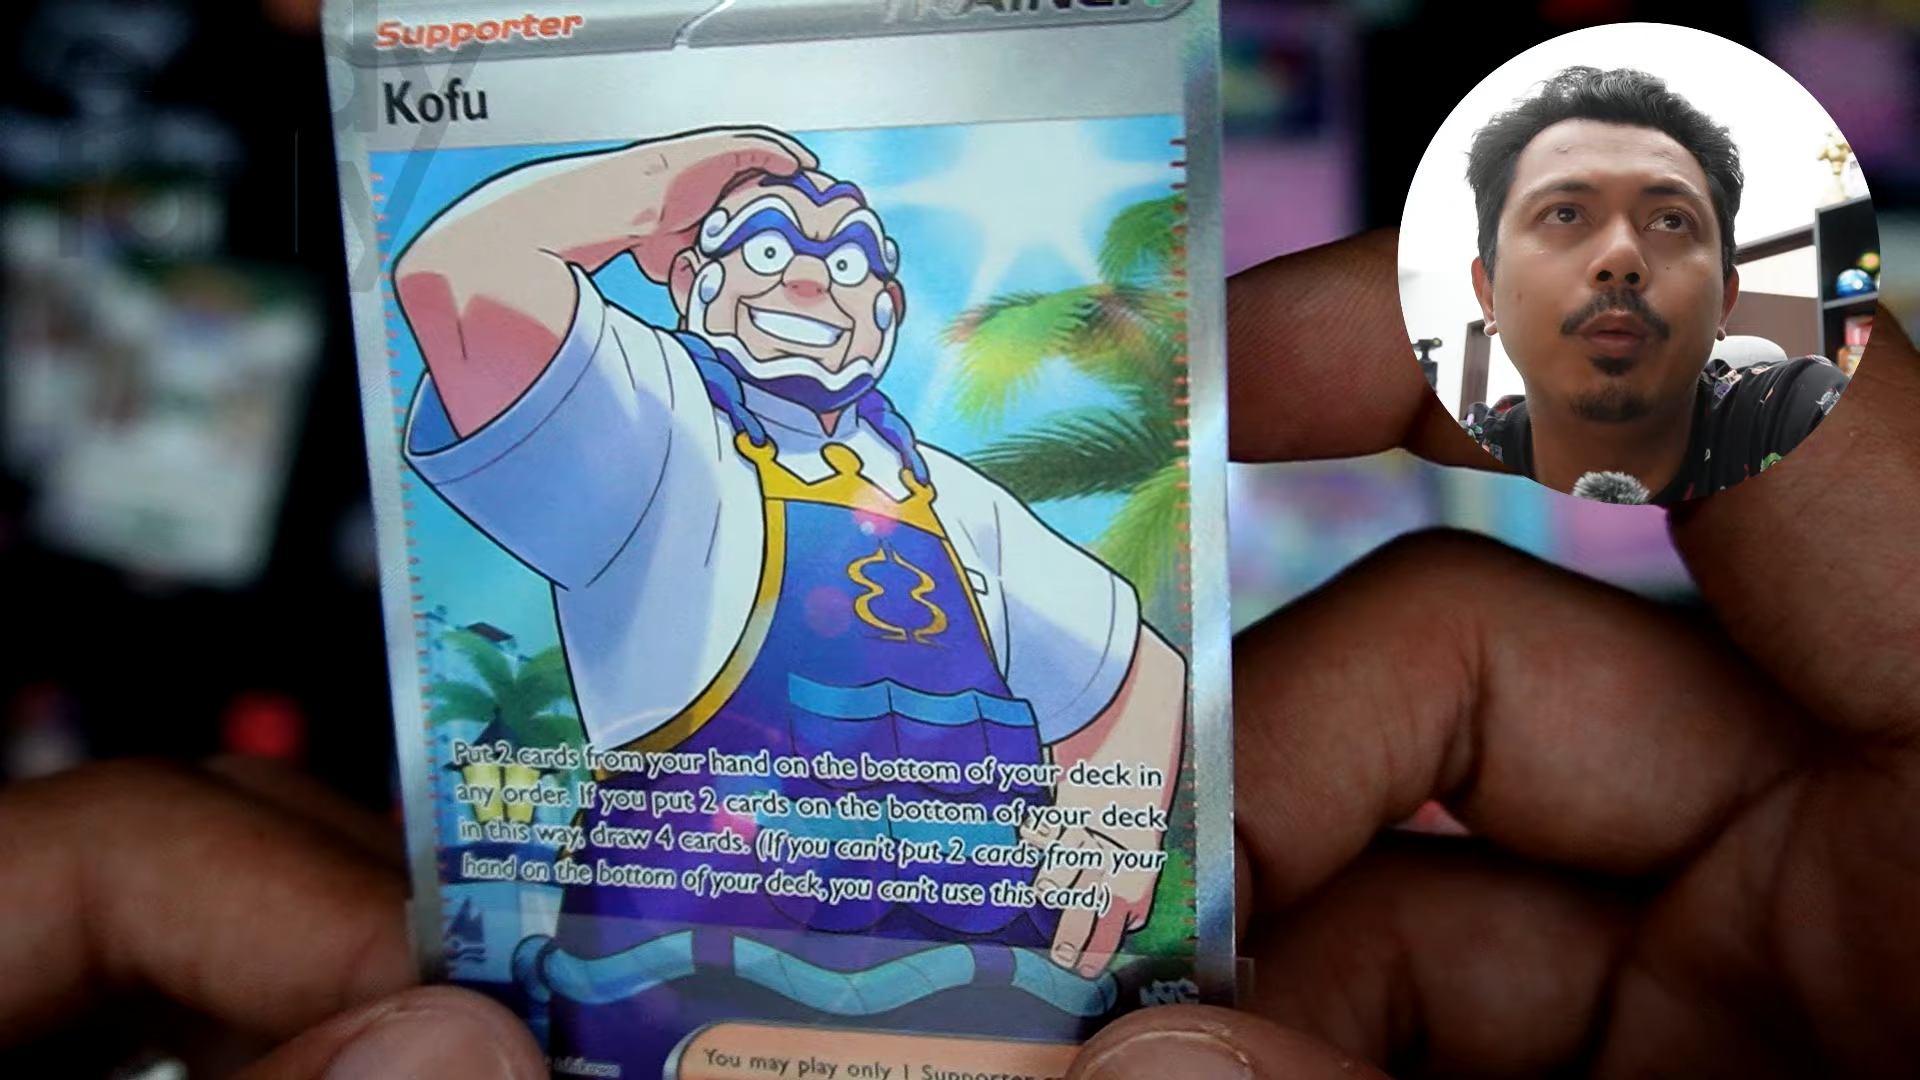 Supporter
TRAINER
Kofu
Put 2 cards from your hand on the bottom of your deck in
any order. If you put 2 cards on the bottom of your deck
in this way, draw 4 cards. (If you can't put 2 cards from your
hand on the bottom of your deck, you can't use this card.)
You may play only 1 Supporter